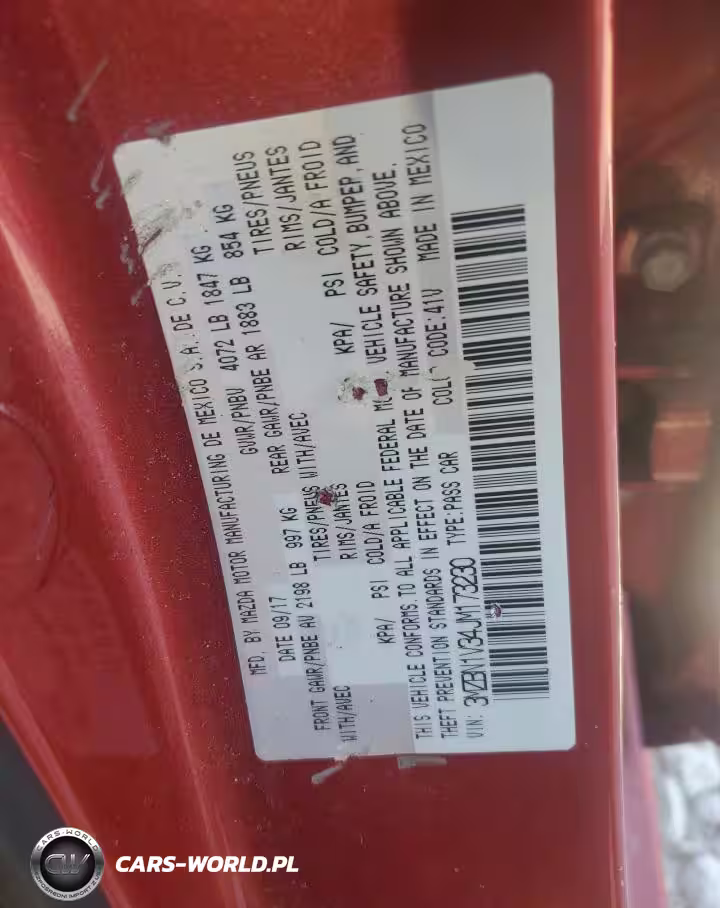 MFD. BY MAZDA MOTOR MANUFACTURING DE MEXICO S.A. DE C.V.
DATE 09/17 GVWR/PNBV 4072 LB 1847 KG
FRONT GAWR/PNBE AV 2198 LB 997 KG REAR GAWR/PNBE AR 1883 LB 854 KG
TIRES/PNEUS TIRES/PNEUS
WITH/AVEC RIMS/JANTES WITH/AVEC RIMS/JANTES
KPA/ PSI COLD/A FROID KPA/ PSI COLD/A FROID
THIS VEHICLE CONFORMS TO ALL APPLICABLE FEDERAL VEHICLE SAFETY, BUMPEP, AND
THEFT PREVENTION STANDARDS IN EFFECT ON THE DATE OF MANUFACTURE SHOWN ABOVE.
VIN: 3MZBN1V34JM173230 TYPE:PASS CAR CODE:41V MADE IN MEXICO
CARS-WORLD
CW
CARS-WORLD.PL